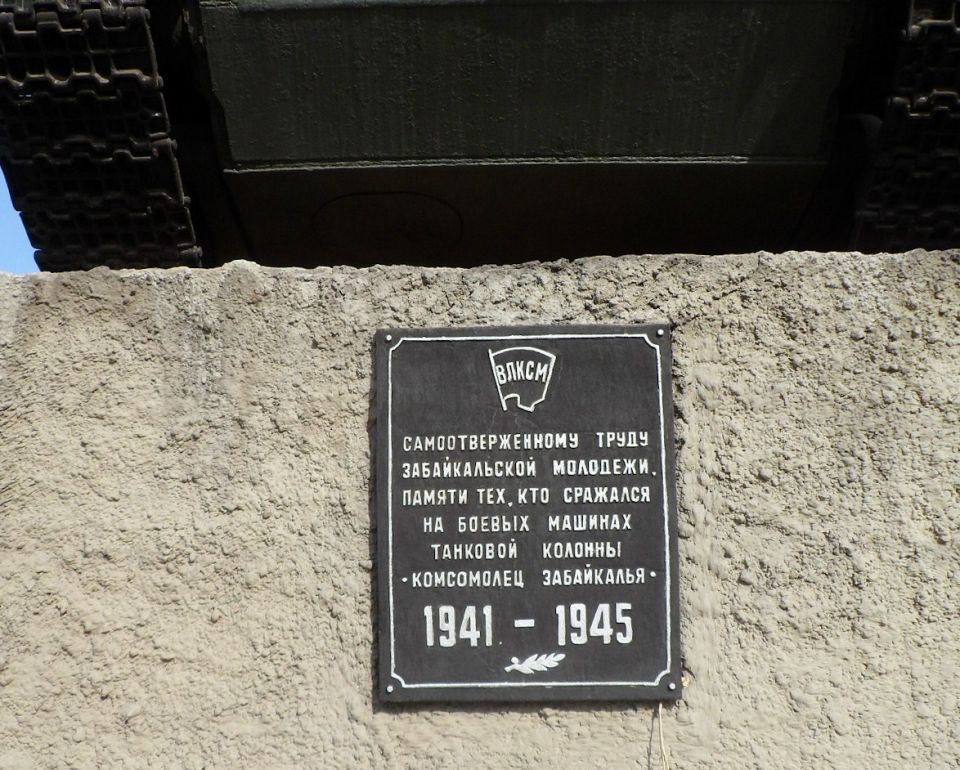 ВЛКСМ
САМООТВЕРЖЕННОМУ ТРУДУ
ЗАБАЙКАЛЬСКОЙ МОЛОДЕЖИ,
ПАМЯТИ ТЕХ, КТО СРАЖАЛСЯ
НА БОЕВЫХ МАШИНАХ
ТАНКОВОЙ КОЛОННЫ
·КОМСОМОЛЕЦ ЗАБАЙКАЛЬЯ·
1941 – 1945